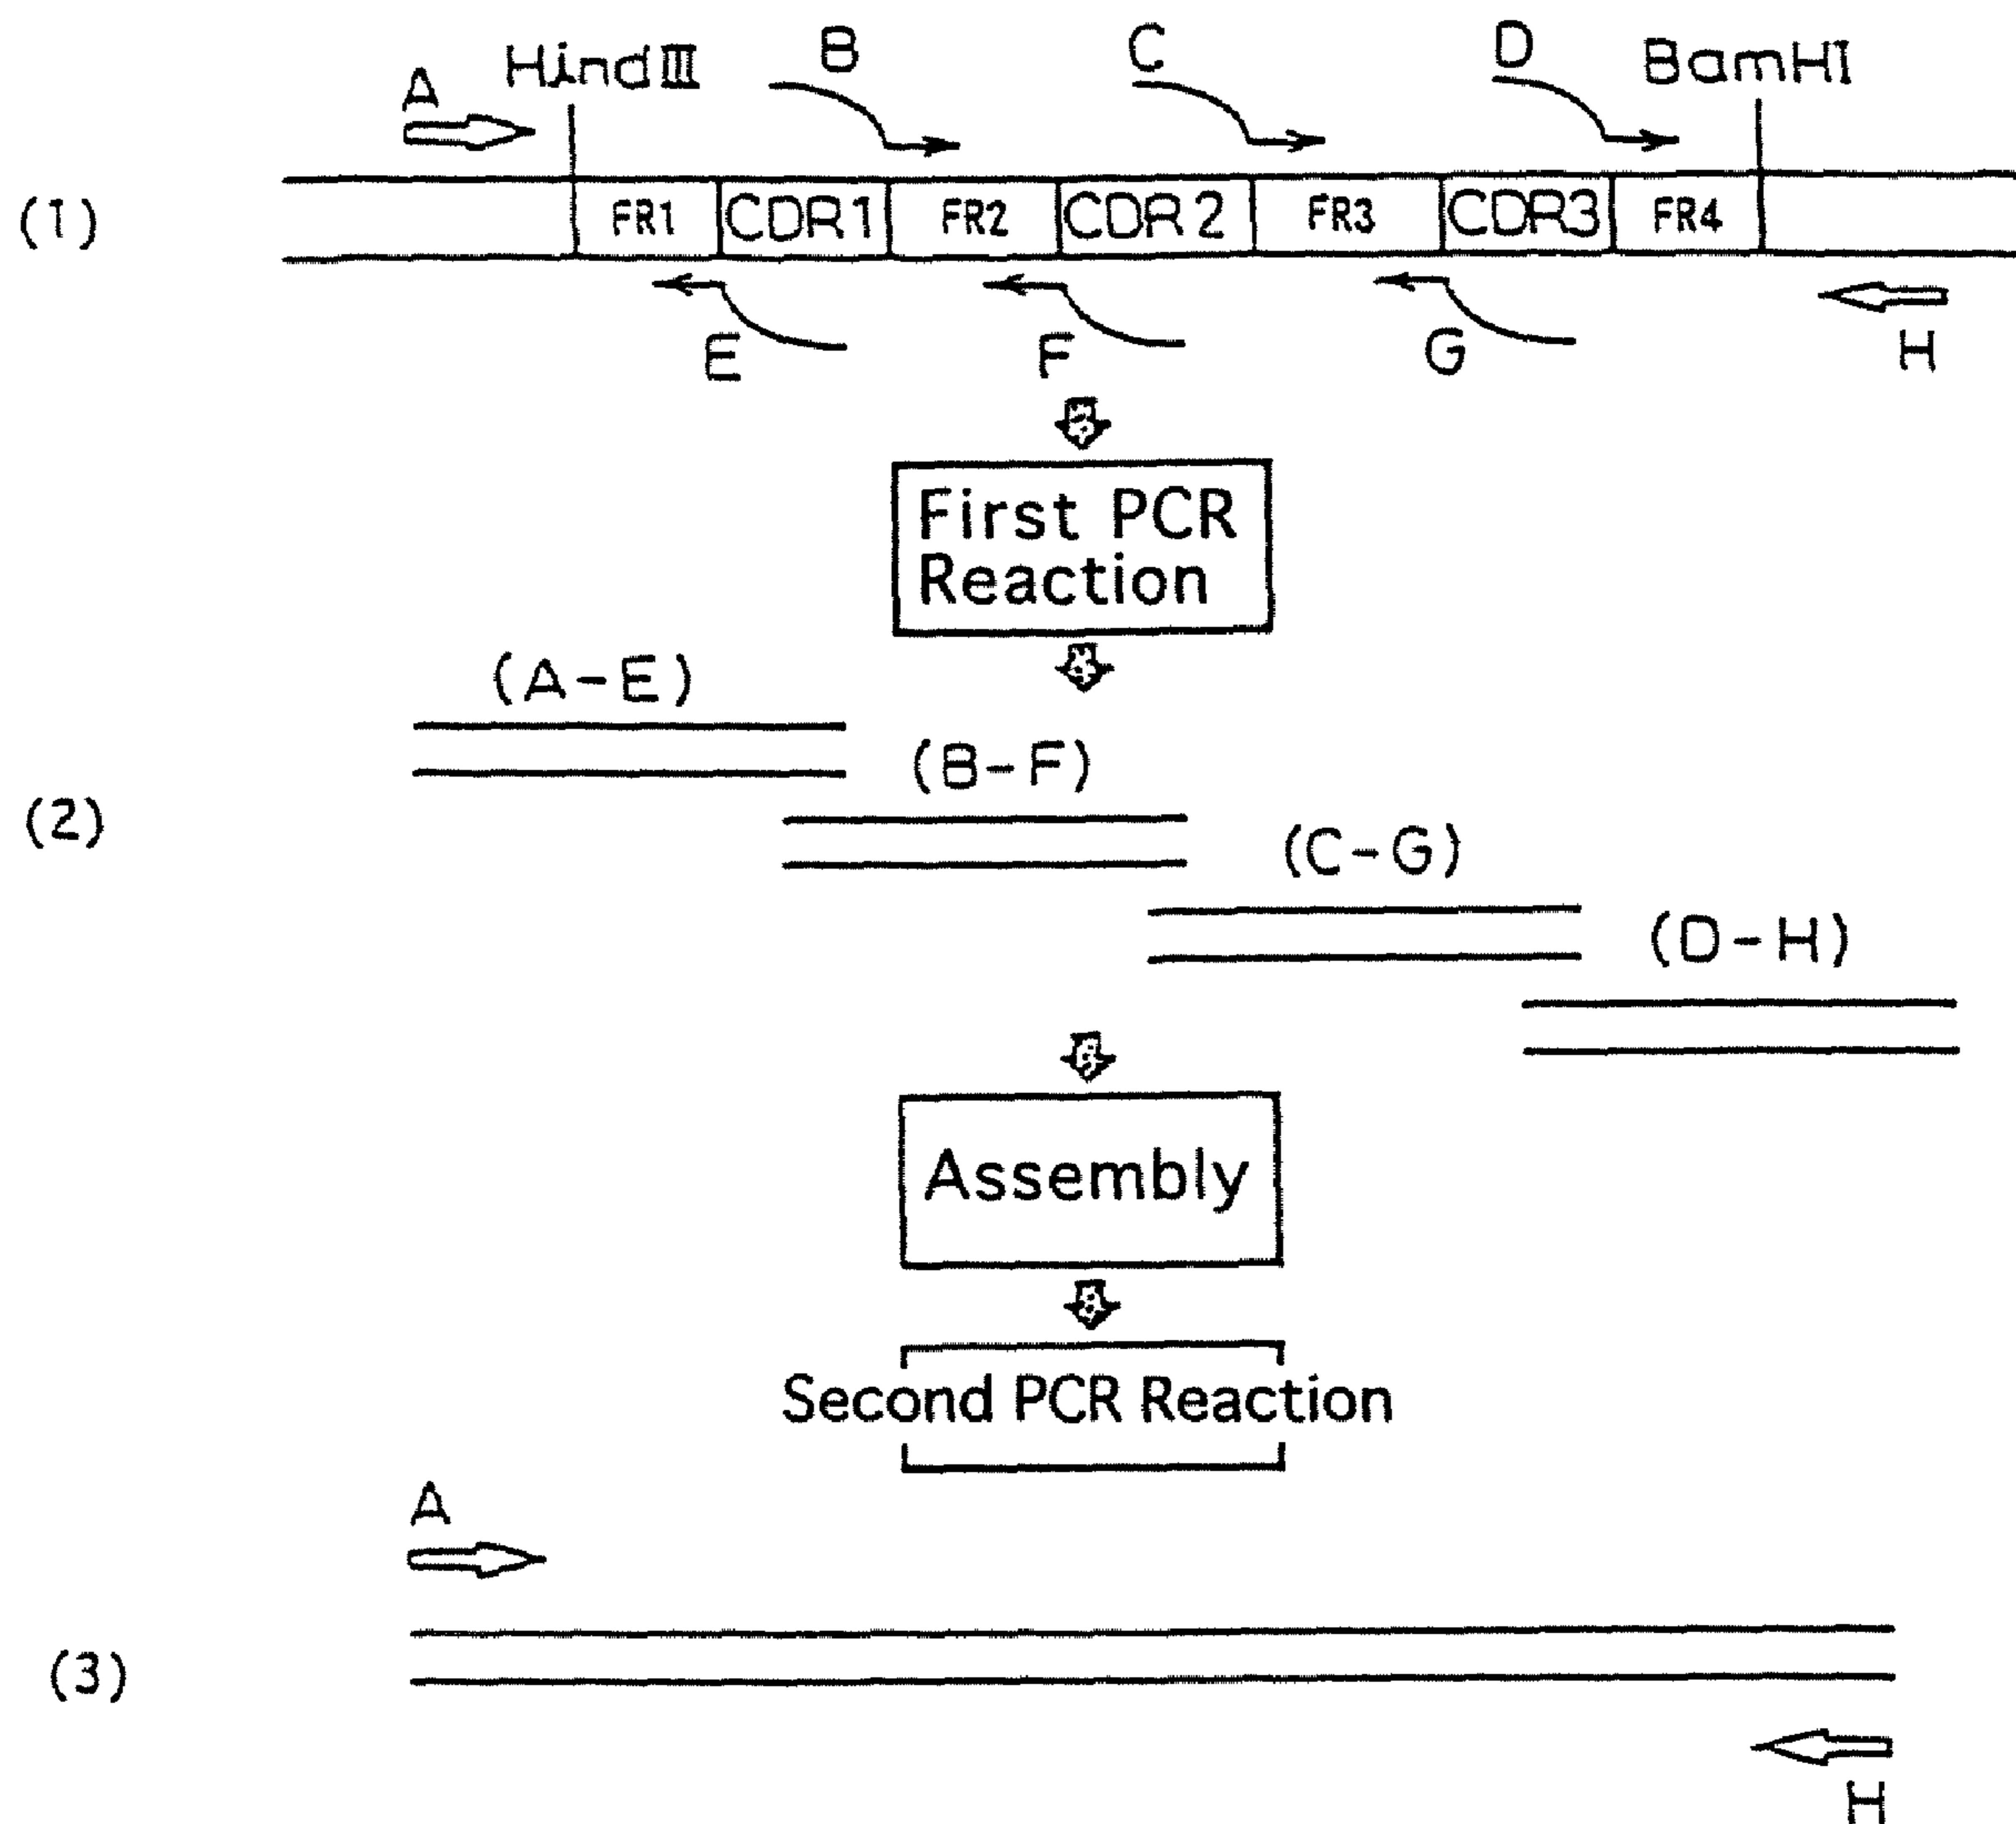 A HindIII B C D BamHI
(1) FR1 CDR1 FR2 CDR2 FR3 CDR3 FR4
E F G H
First PCR
Reaction
(A-E)
(B-F)
(2)
(C-G)
(D-H)
Assembly
Second PCR Reaction
A
(3)
H